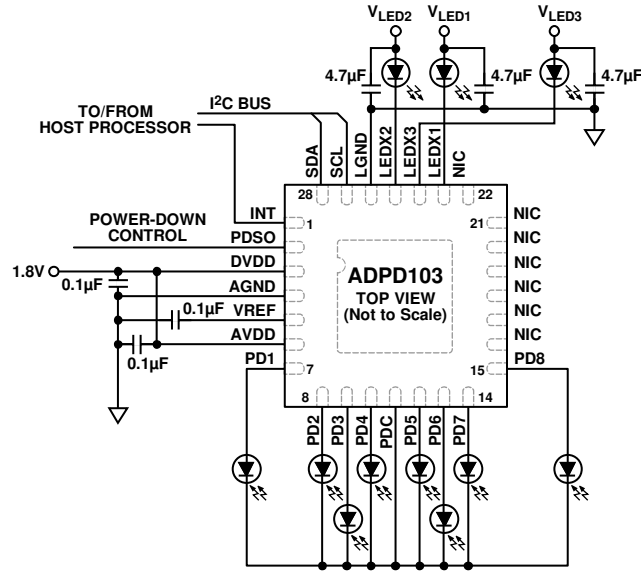 VLED2 VLED1 VLED3
4.7µF 4.7µF 4.7µF
I2C BUS
TO/FROM
HOST PROCESSOR
SDA
SCL
LGND
LEDX2
LEDX3
LEDX1
NIC
28 22
INT 1 21 NIC
POWER-DOWN
CONTROL
PDSO NIC
1.8V DVDD NIC
0.1µF
AGND NIC
0.1µF VREF NIC
AVDD NIC
0.1µF
ADPD103
TOP VIEW
(Not to Scale)
PD1 7 15 PD8
8 14
PD2
PD3
PD4
PDC
PD5
PD6
PD7